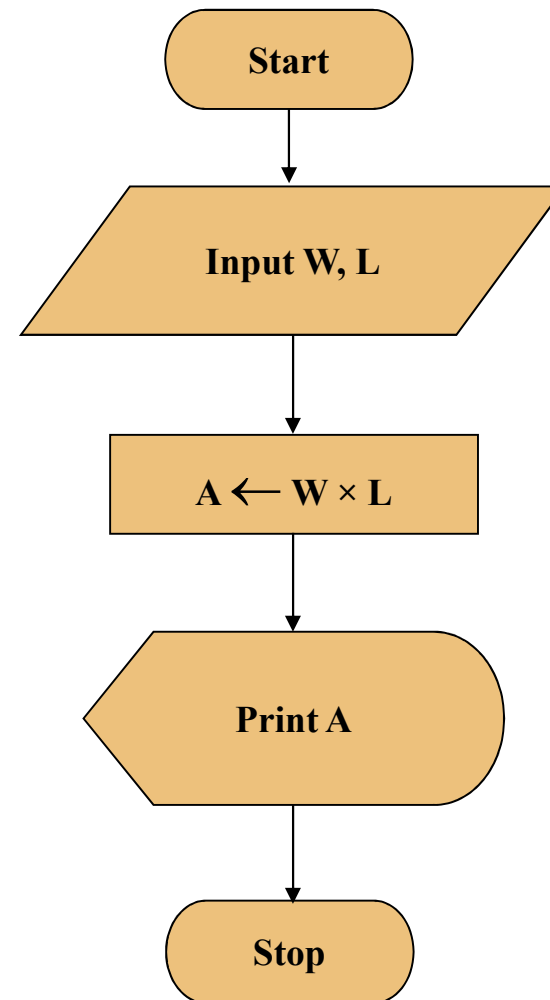 Start
Input W, L
A ← W × L
Print A
Stop